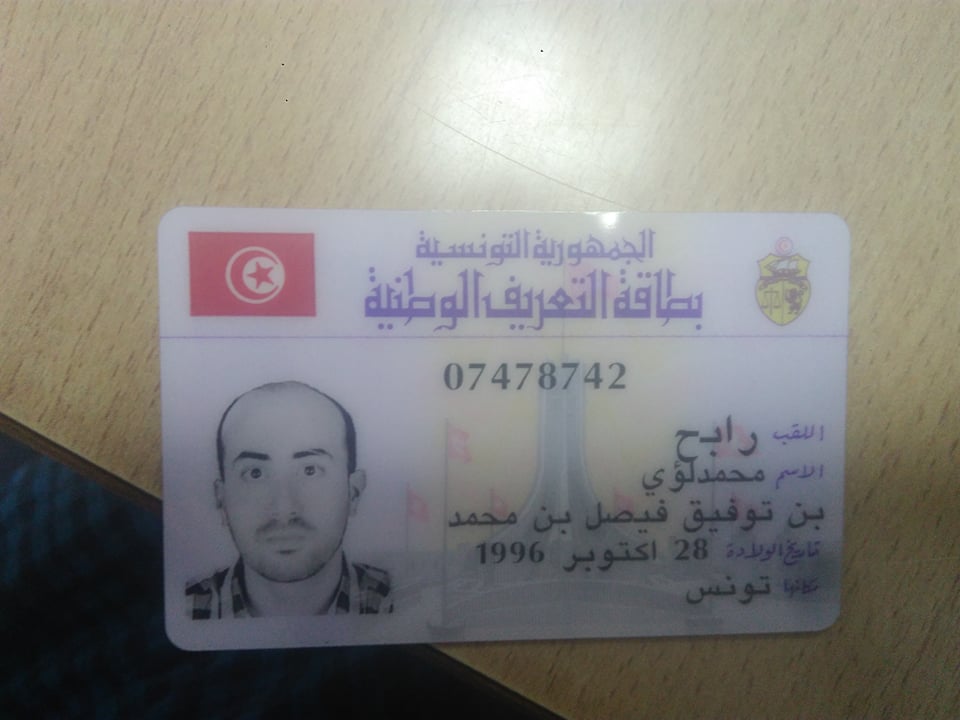 الجمهورية التونسية
بطاقة التعريف الوطنية
07478742
اللقب رابح
الاسم محمدلؤي
بن توفيق فيصل بن محمد
تاريخ الولادة 28 اكتوبر 1996
مكانها تونس